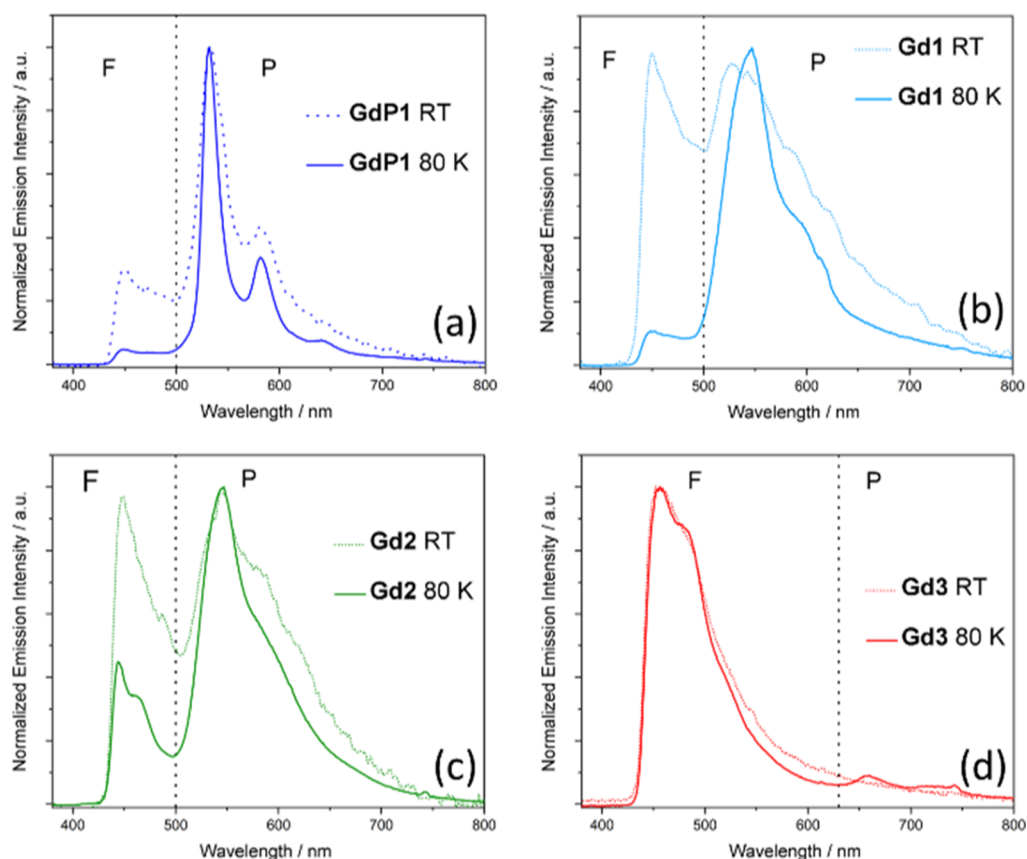 F
P
GdP1 RT
GdP1 80 K
(a)
Normalized Emission Intensity / a.u.
400 500 600 700 800
Wavelength / nm
F
P
Gd1 RT
Gd1 80 K
(b)
Normalized Emission Intensity / a.u.
400 500 600 700 800
Wavelength / nm
F
P
Gd2 RT
Gd2 80 K
(c)
Normalized Emission Intensity / a.u.
400 500 600 700 800
Wavelength / nm
F
P
Gd3 RT
Gd3 80 K
(d)
Normalized Emission Intensity / a.u.
400 500 600 700 800
Wavelength / nm